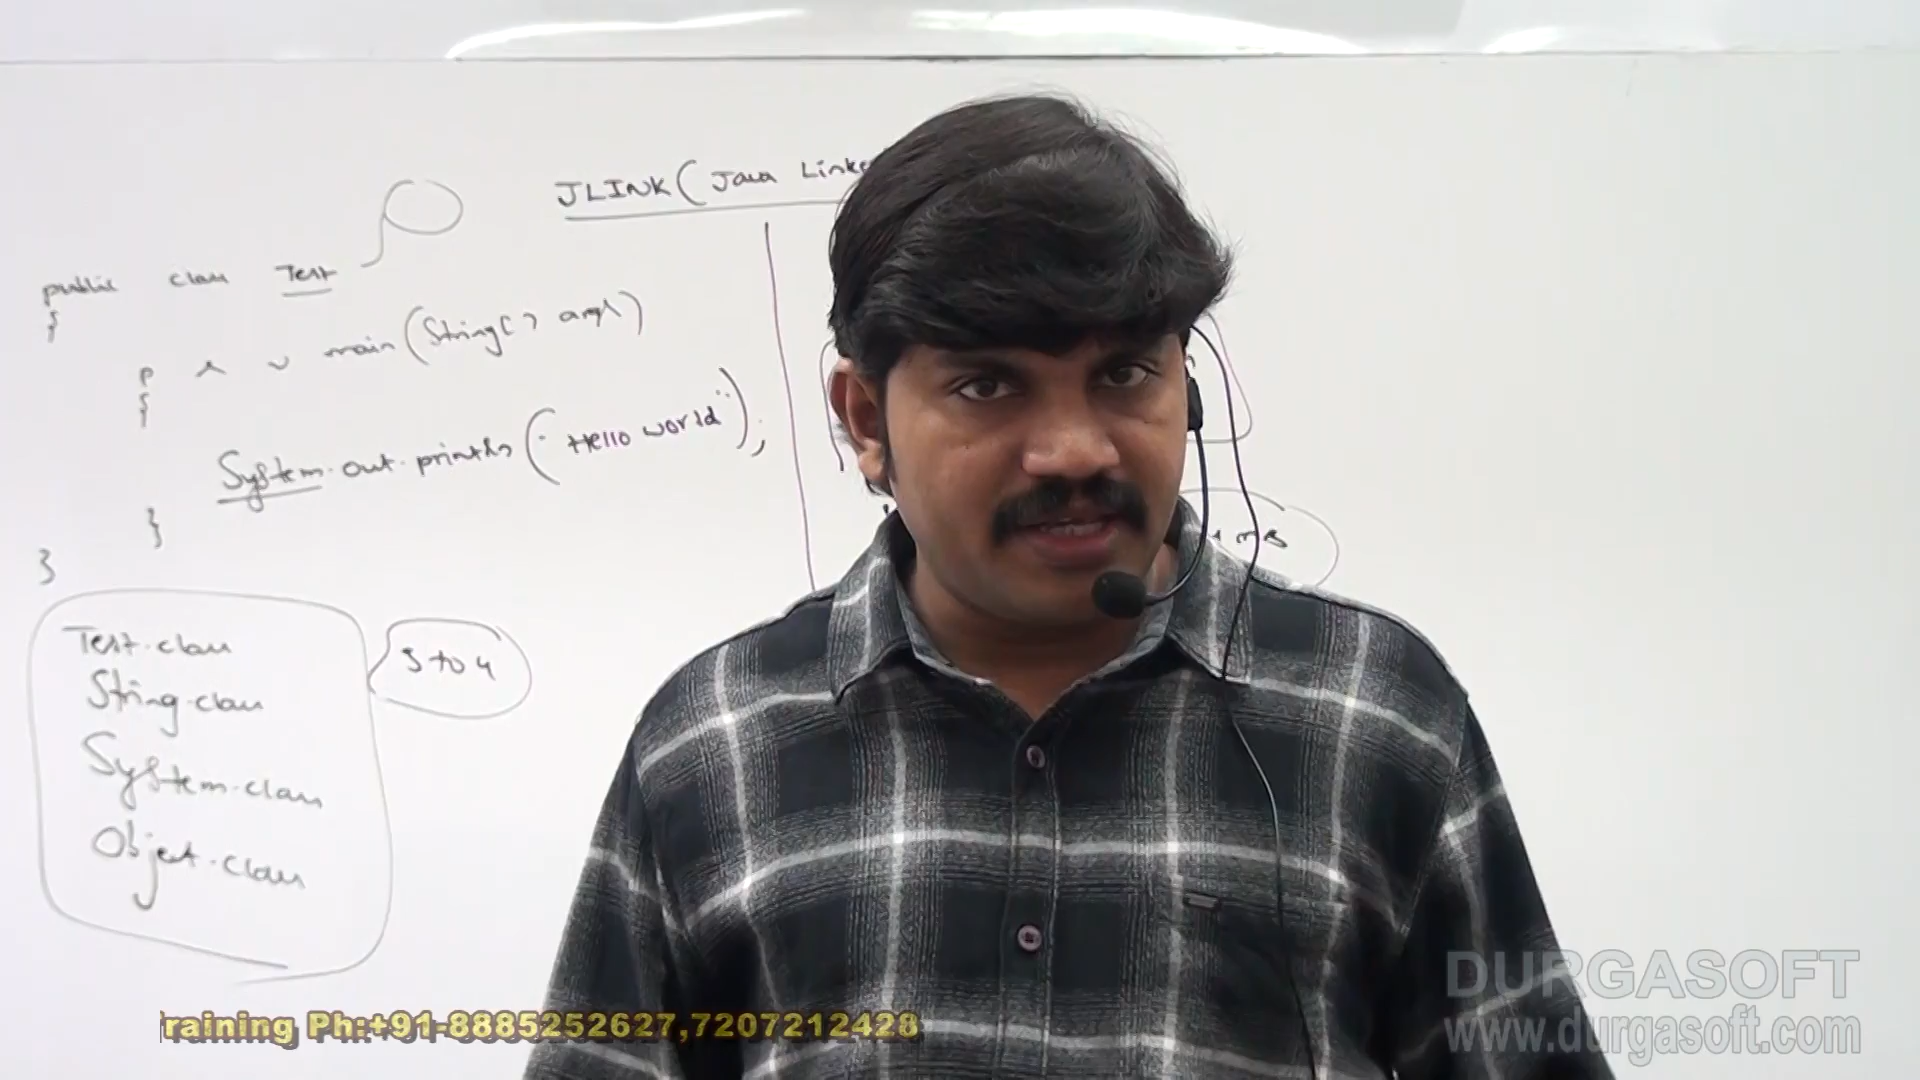 JLINK (Java Linke
public class Test
{
p s v main (String[] args)
{
System.out.println("Hello world");
}
}
Test.class
String.class
System.class
Object.class
3 to 4
MB
DURGASOFT
www.durgasoft.com
raining Ph:+91-8885252627,7207212428